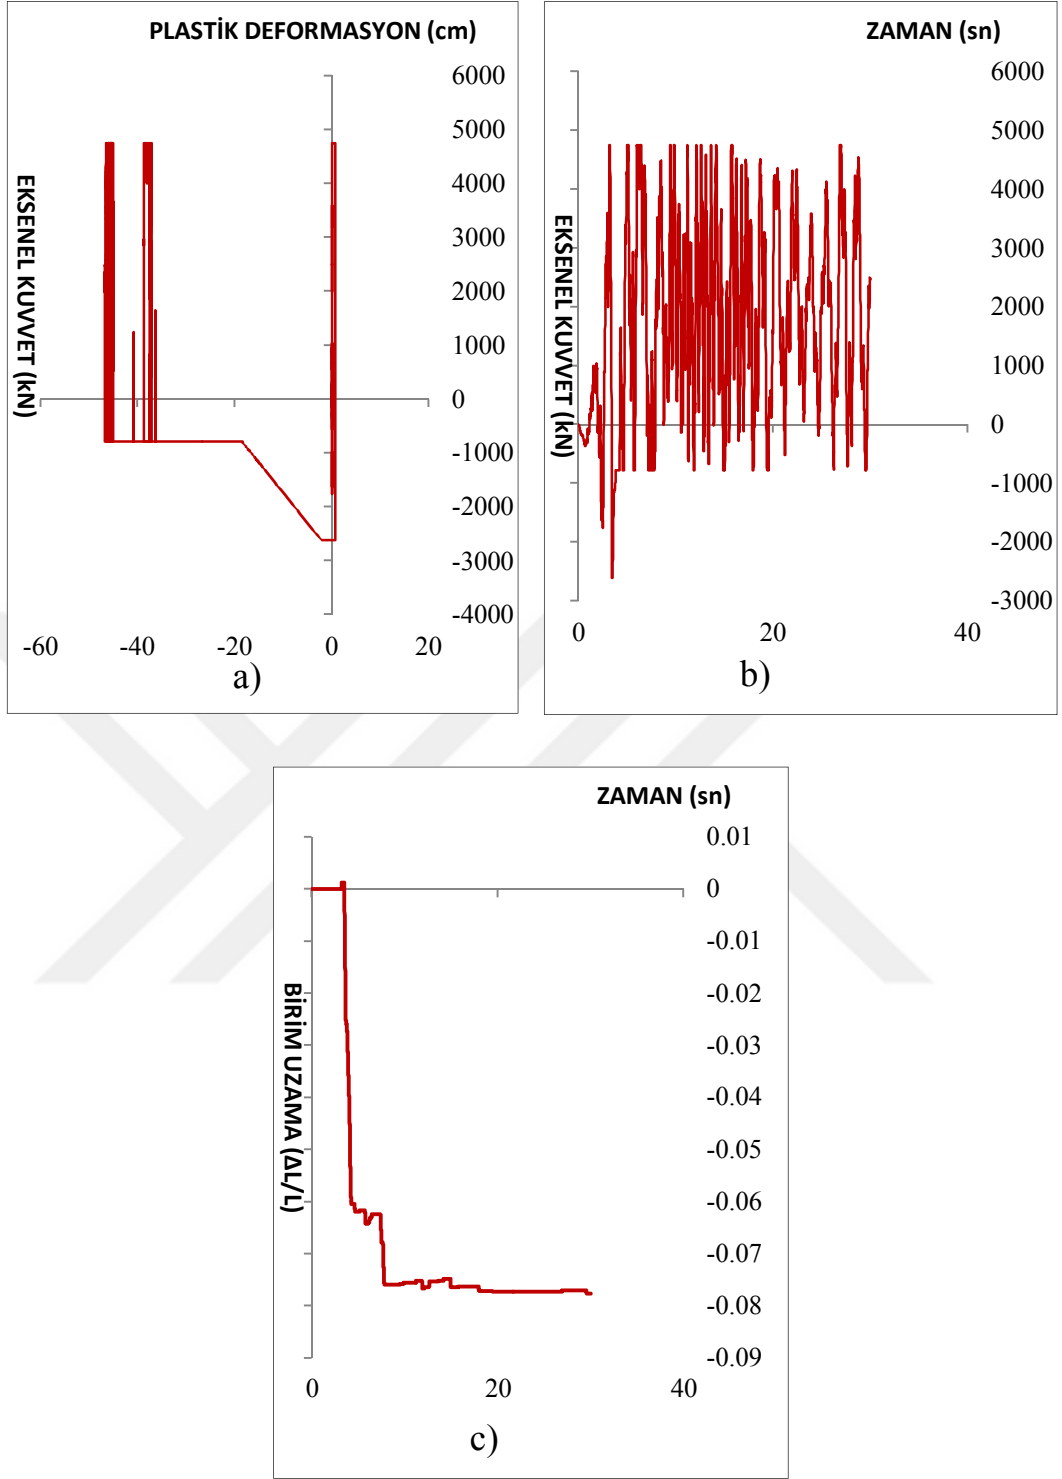 PLASTİK DEFORMASYON (cm)
6000
5000
4000
3000
2000
1000
0
-1000
-2000
-3000
-4000
-60 -40 -20 0 20
EKSENEL KUVVET (kN)
a)
ZAMAN (sn)
6000
5000
4000
3000
2000
1000
0
-1000
-2000
-3000
0 20 40
EKSENEL KUVVET (kN)
b)
ZAMAN (sn)
0.01
0
-0.01
-0.02
-0.03
-0.04
-0.05
-0.06
-0.07
-0.08
-0.09
0 20 40
BİRİM UZAMA (ΔL/L)
c)